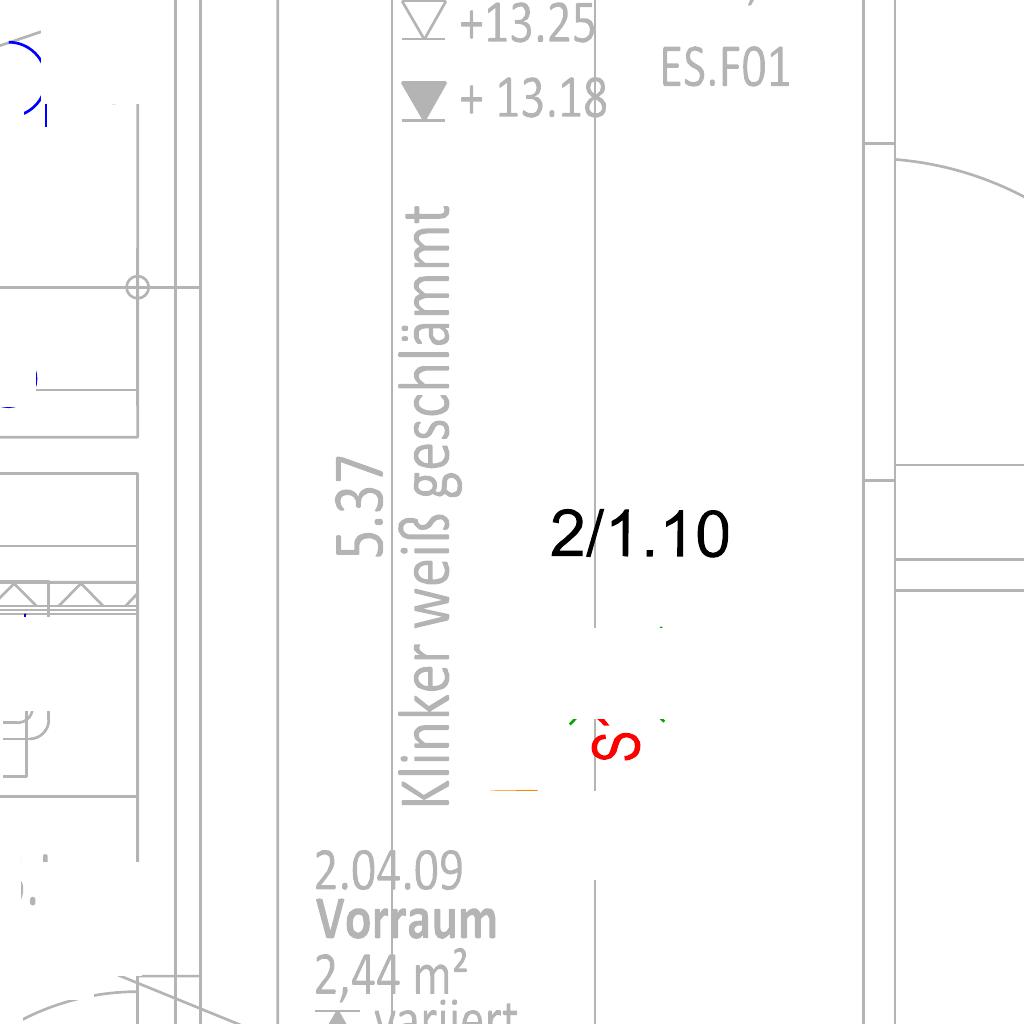 +13.25
ES.F01
+ 13.18
Klinker weiß geschlämmt
5.37
2/1.10
S
2.04.09
Vorraum
2,44 m²
variiert